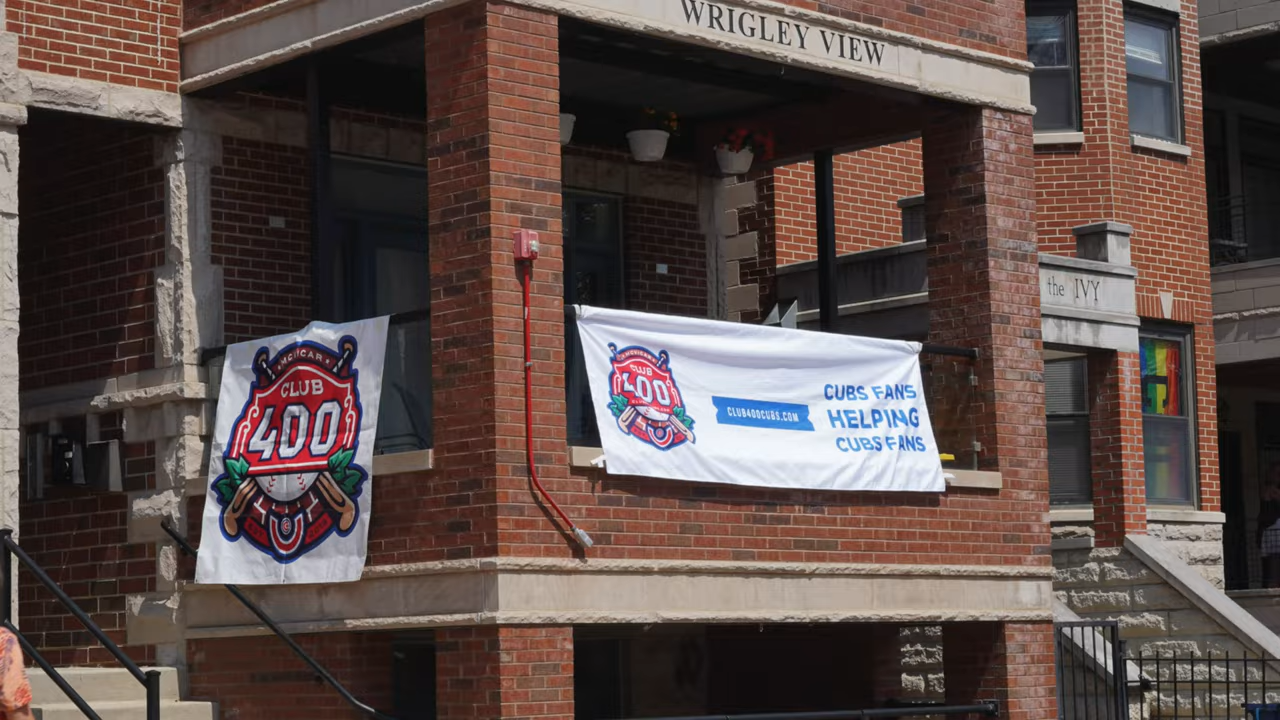 WRIGLEY VIEW
the IVY
CLUB
400
CLUB
400
CLUB400CUBS.COM
CUBS FANS
HELPING
CUBS FANS